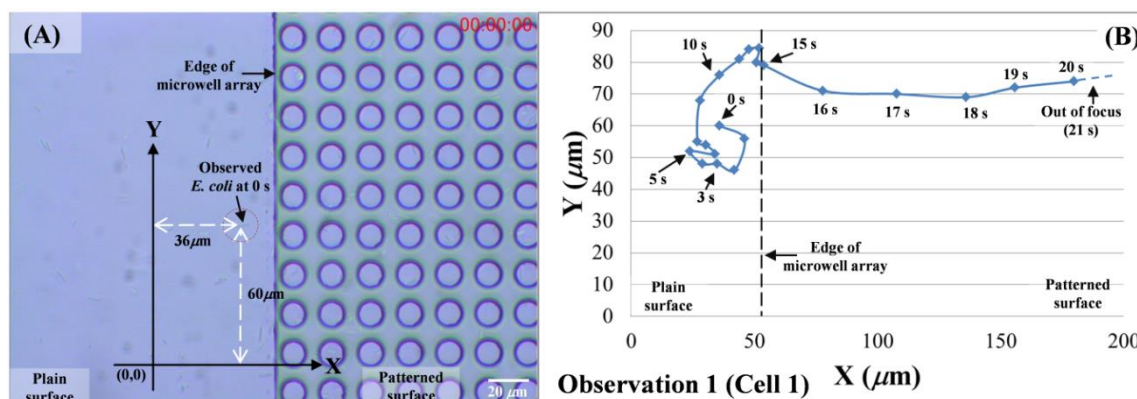 (A)
00:00:00
Edge of
microwell array
Y
Observed
E. coli at 0 s
36μm
60μm
(0,0)
X
Plain
surface
Patterned
surface
20 μm
(B)
90
80
70
60
50
40
30
20
10
0
Y (μm)
10 s
15 s
0 s
5 s
3 s
16 s
17 s
18 s
19 s
20 s
Out of focus
(21 s)
Edge of
microwell array
Plain
surface
Patterned
surface
0
50
100
150
200
Observation 1 (Cell 1)
X (μm)